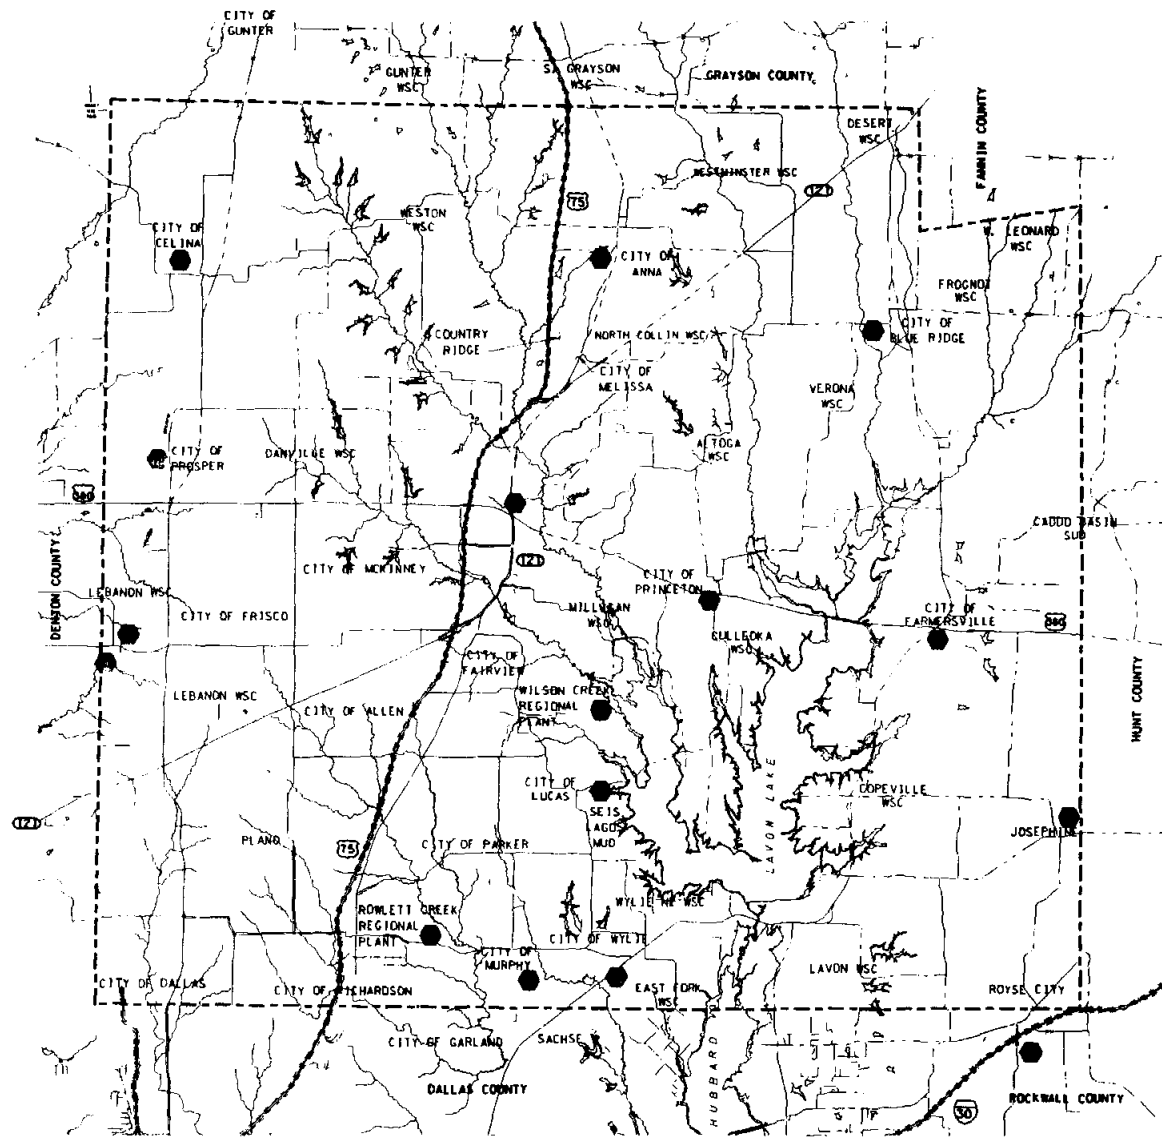 CITY OF
GUNTER
GUNTER
WSC
GRAYSON
WSC
GRAYSON COUNTY
DESERT
WSC
FANNIN COUNTY
WESTMINSTER WSC
121
75
CITY OF
CELINA
WESTON
WSC
CITY OF
ANNA
W. LEONARD
WSC
FROGNOT
WSC
COUNTRY
RIDGE
NORTH COLLIN WSC
CITY OF
BLUE RIDGE
CITY OF
MELISSA
VERONA
WSC
CITY OF
PROSPER
DANVILLE WSC
ALTOGA
WSC
380
CADDO BASIN
SUD
DENTON COUNTY
CITY OF MCKINNEY
121
CITY OF
PRINCETON
LEBANON WSC
CITY OF FRISCO
MILLIGAN
WSC
CULLEOKA
WSC
CITY OF
FARMERSVILLE
380
CITY OF
FAIRVIEW
HUNT COUNTY
LEBANON WSC
CITY OF ALLEN
WILSON CREEK
REGIONAL
PLANT
CITY OF
LUCAS
LAVON LAKE
COPEVILLE
WSC
121
SEIS
LAGOS
MUD
JOSEPHINE
PLANO
75
CITY OF PARKER
WYLIE NE WSC
ROWLETT CREEK
REGIONAL
PLANT
CITY OF WYLIE
CITY OF
MURPHY
LAVON WSC
CITY OF DALLAS
CITY OF RICHARDSON
EAST FORK
WSC
ROYSE CITY
CITY OF GARLAND
SACHSE
HUBBARD
DALLAS COUNTY
ROCKWALL COUNTY
30